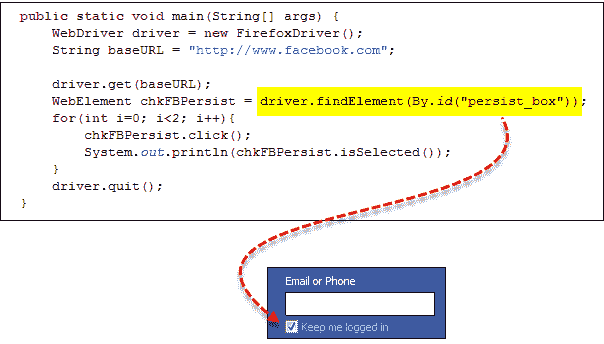 public static void main(String[] args) {
WebDriver driver = new FirefoxDriver();
String baseURL = "http://www.facebook.com";
driver.get(baseURL);
WebElement chkFBPersist = driver.findElement(By.id("persist_box"));
for(int i=0; i<2; i++){
chkFBPersist.click();
System.out.println(chkFBPersist.isSelected());
}
driver.quit();
}
Email or Phone
Keep me logged in